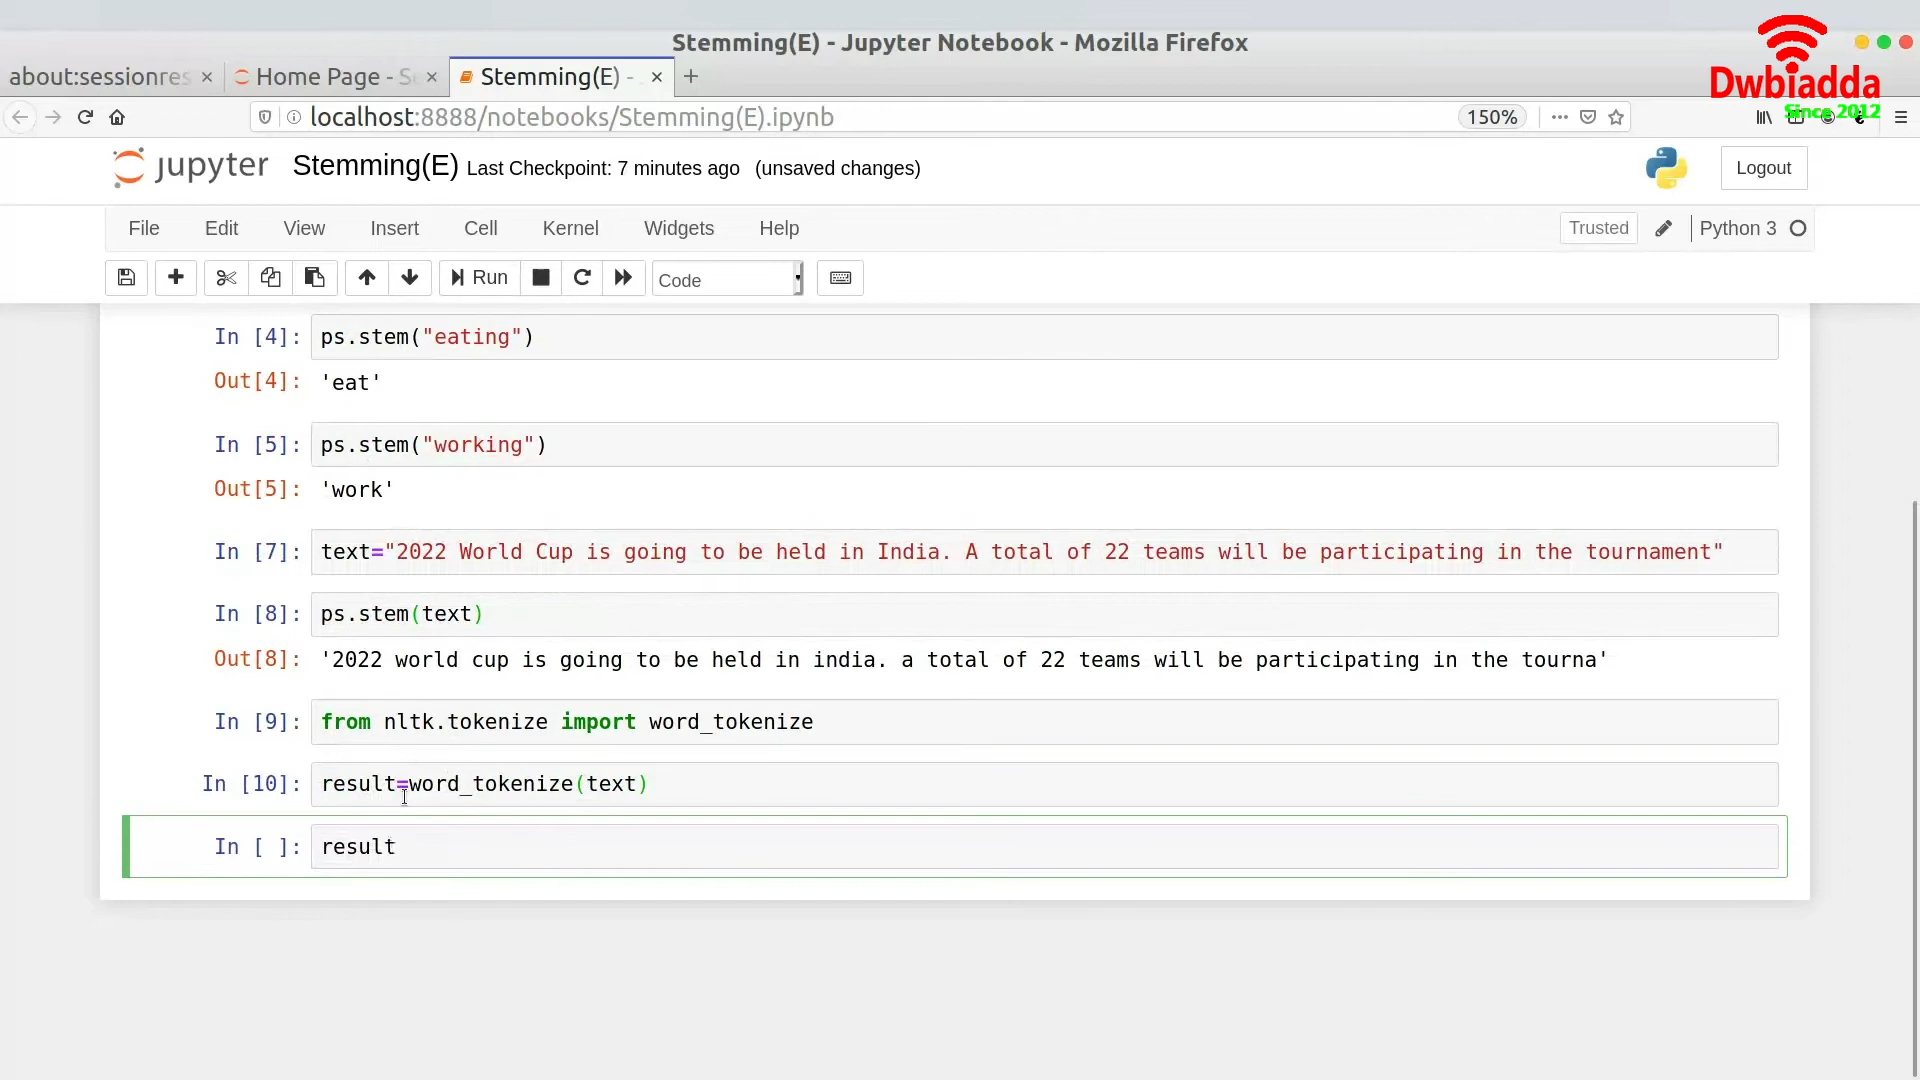 Stemming(E) - Jupyter Notebook - Mozilla Firefox
Dwbiadda
Since 2012
about:sessionres
Home Page - S
Stemming(E) -
localhost:8888/notebooks/Stemming(E).ipynb
150%
jupyter
Stemming(E) Last Checkpoint: 7 minutes ago (unsaved changes)
Logout
File Edit View Insert Cell Kernel Widgets Help
Trusted
Python 3
Run
Code
In [4]: ps.stem("eating")
Out[4]: 'eat'
In [5]: ps.stem("working")
Out[5]: 'work'
In [7]: text="2022 World Cup is going to be held in India. A total of 22 teams will be participating in the tournament"
In [8]: ps.stem(text)
Out[8]: '2022 world cup is going to be held in india. a total of 22 teams will be participating in the tourna'
In [9]: from nltk.tokenize import word_tokenize
In [10]: result=word_tokenize(text)
In [ ]: result